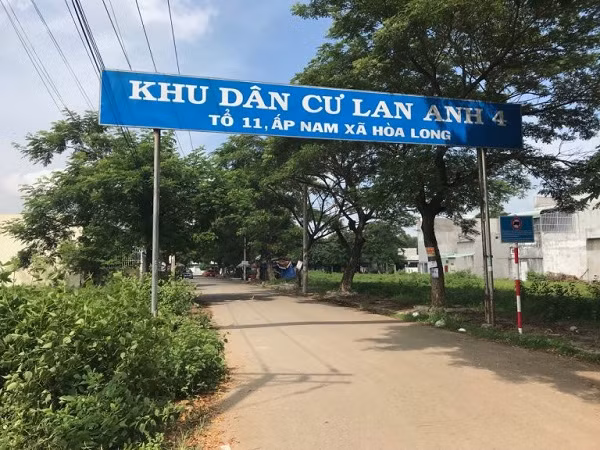 KHU DÂN CƯ LAN ANH 4
TỔ 11, ẤP NAM XÃ HÒA LONG